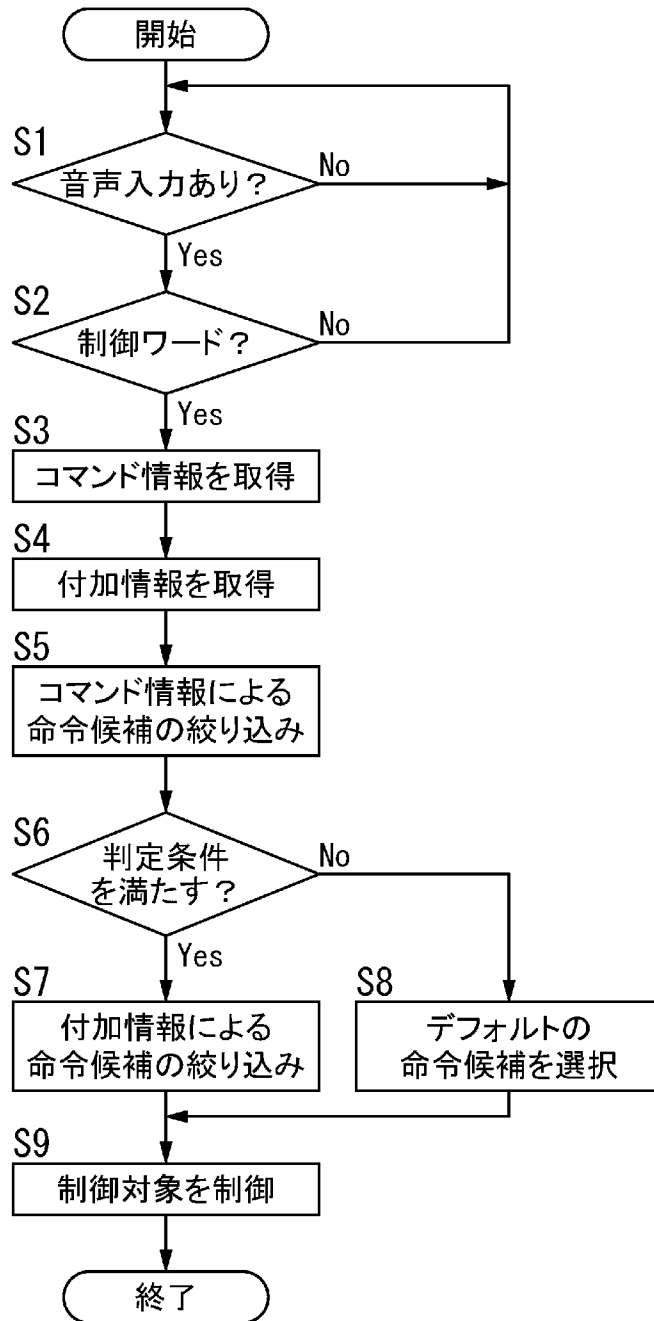 開始
S1
音声入力あり?
No
Yes
S2
制御ワード?
No
Yes
S3
コマンド情報を取得
S4
付加情報を取得
S5
コマンド情報による
命令候補の絞り込み
S6
判定条件
を満たす?
No
Yes
S7
付加情報による
命令候補の絞り込み
S8
デフォルトの
命令候補を選択
S9
制御対象を制御
終了